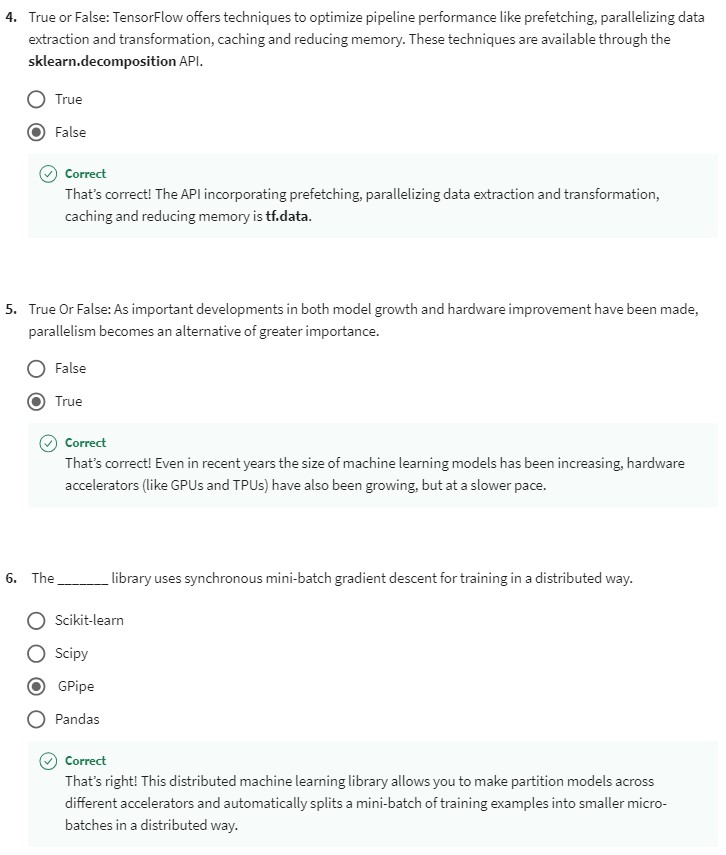 4. True or False: TensorFlow offers techniques to optimize pipeline performance like prefetching, parallelizing data
extraction and transformation, caching and reducing memory. These techniques are available through the
sklearn.decomposition API.
True
False
Correct
That's correct! The API incorporating prefetching, parallelizing data extraction and transformation,
caching and reducing memory is tf.data.
5. True Or False: As important developments in both model growth and hardware improvement have been made,
parallelism becomes an alternative of greater importance.
False
True
Correct
That's correct! Even in recent years the size of machine learning models has been increasing, hardware
accelerators (like GPUs and TPUs) have also been growing, but at a slower pace.
6. The _______ library uses synchronous mini-batch gradient descent for training in a distributed way.
Scikit-learn
Scipy
GPipe
Pandas
Correct
That's right! This distributed machine learning library allows you to make partition models across
different accelerators and automatically splits a mini-batch of training examples into smaller micro-
batches in a distributed way.